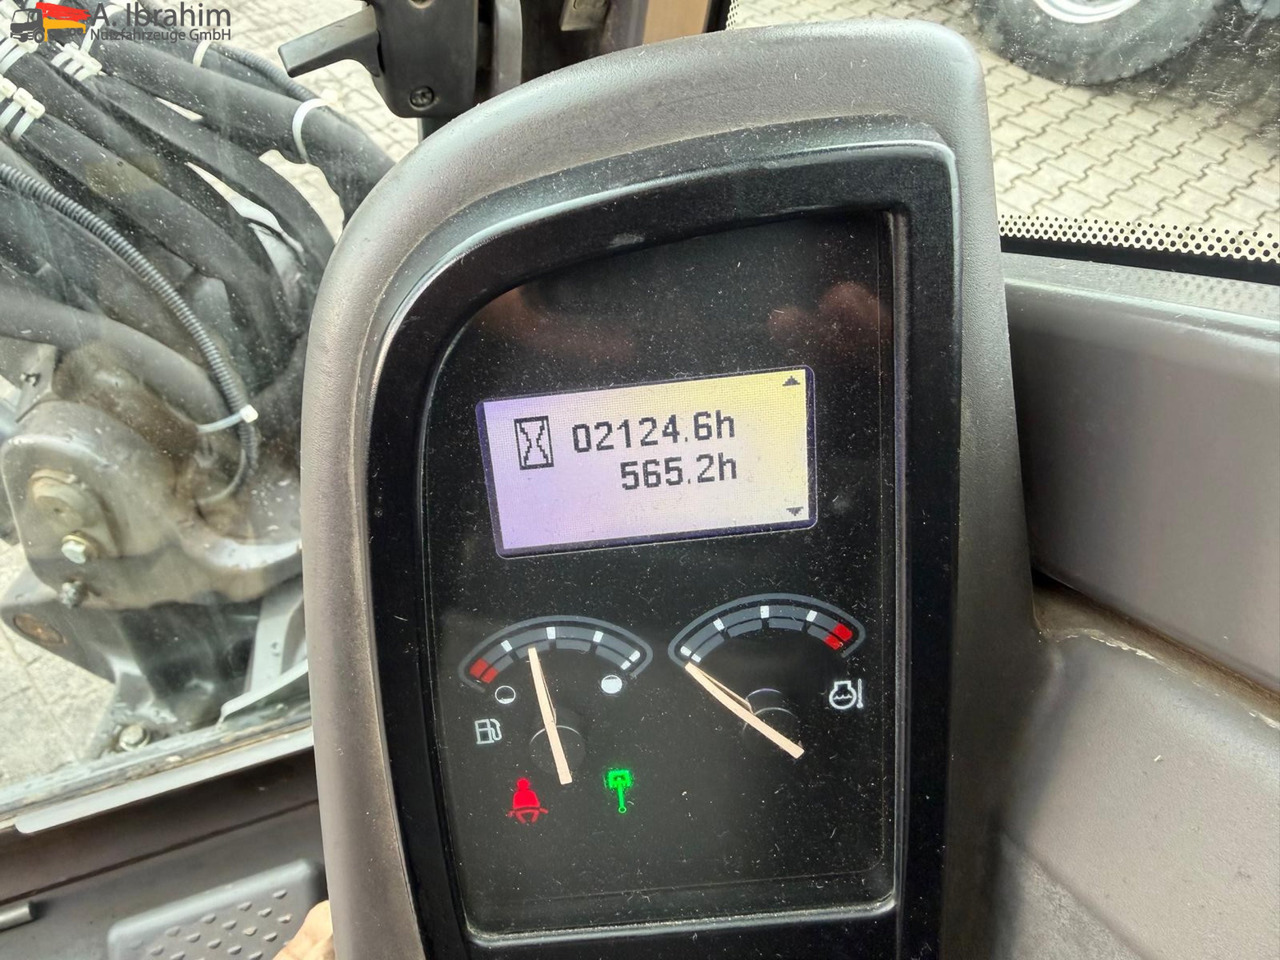 A. Ibrahim
Nutzfahrzeuge GmbH
02124.6h
565.2h